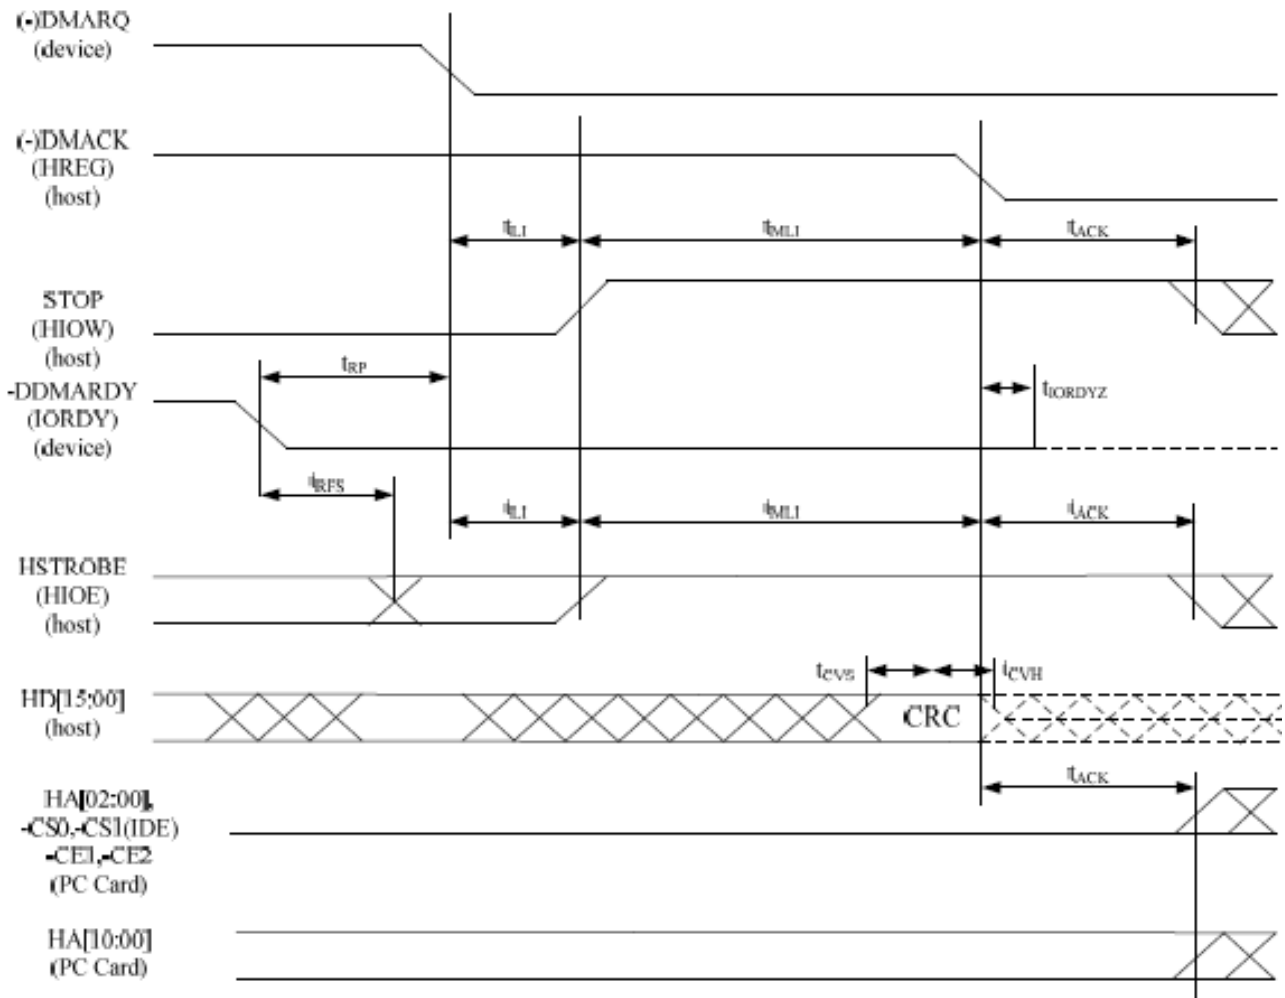 (-)DMARQ
(device)
(-)DMACK
(HREG)
(host)
tLI
tMLI
tACK
STOP
(HIOW)
(host)
tRP
-DDMARDY
(IORDY)
(device)
tIORDYZ
tRFS
tLI
tMLI
tACK
HSTROBE
(HIOE)
(host)
tCVS
tCVH
HD[15:00]
(host)
CRC
tACK
HA[02:00],
-CS0,-CS1(IDE)
-CE1,-CE2
(PC Card)
HA[10:00]
(PC Card)